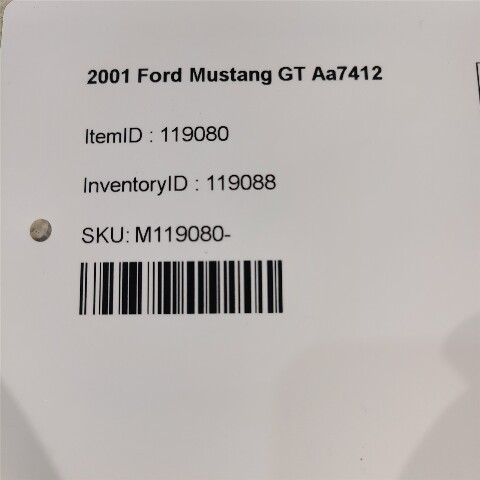 2001 Ford Mustang GT Aa7412
ItemID : 119080
InventoryID : 119088
SKU: M119080-